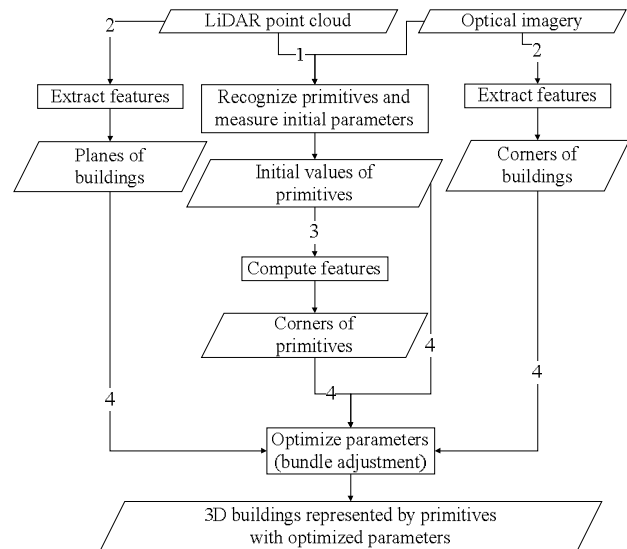 LiDAR point cloud
Optical imagery
2
1
2
Extract features
Recognize primitives and
measure initial parameters
Extract features
Planes of
buildings
Initial values of
primitives
Corners of
buildings
3
Compute features
Corners of
primitives
4
4
4
4
Optimize parameters
(bundle adjustment)
3D buildings represented by primitives
with optimized parameters